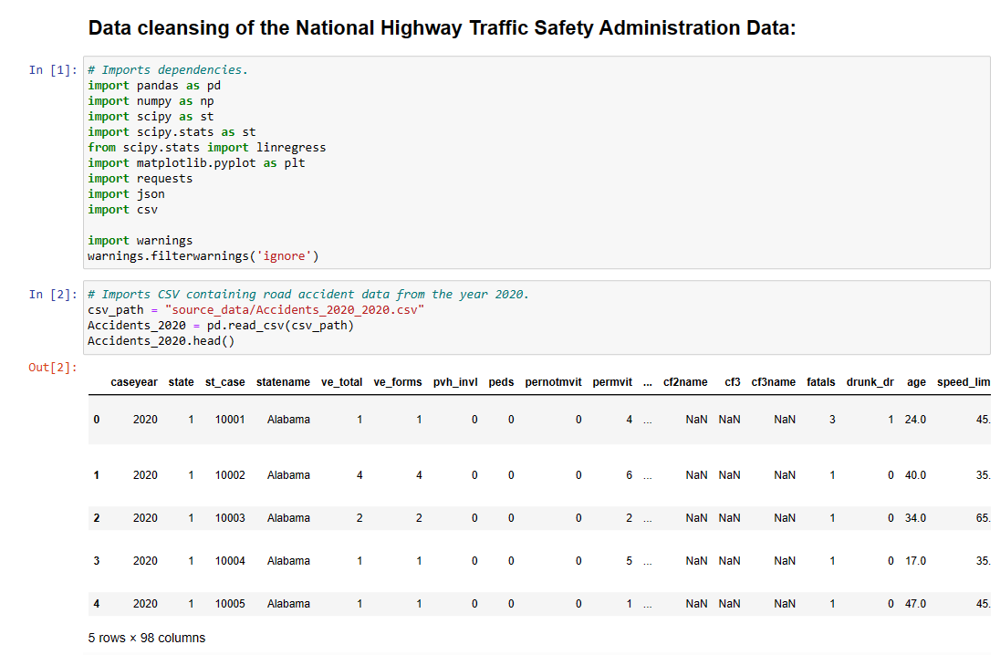 Data cleansing of the National Highway Traffic Safety Administration Data:
In [1]: # Imports dependencies.
import pandas as pd
import numpy as np
import scipy as st
import scipy.stats as st
from scipy.stats import linregress
import matplotlib.pyplot as plt
import requests
import json
import csv
import warnings
warnings.filterwarnings('ignore')
In [2]: # Imports CSV containing road accident data from the year 2020.
csv_path = "source_data/Accidents_2020_2020.csv"
Accidents_2020 = pd.read_csv(csv_path)
Accidents_2020.head()
Out[2]:
caseyear state st_case statename ve_total ve_forms pvh_invl peds pernotmvit permvit ... cf2name cf3 cf3name fatals drunk_dr age speed_lim
0 2020 1 10001 Alabama 1 1 0 0 0 4 ... NaN NaN NaN 3 1 24.0 45.
1 2020 1 10002 Alabama 4 4 0 0 0 6 ... NaN NaN NaN 1 0 40.0 35.
2 2020 1 10003 Alabama 2 2 0 0 0 2 ... NaN NaN NaN 1 0 34.0 65.
3 2020 1 10004 Alabama 1 1 0 0 0 5 ... NaN NaN NaN 1 0 17.0 35.
4 2020 1 10005 Alabama 1 1 0 0 0 1 ... NaN NaN NaN 1 0 47.0 45.
5 rows × 98 columns